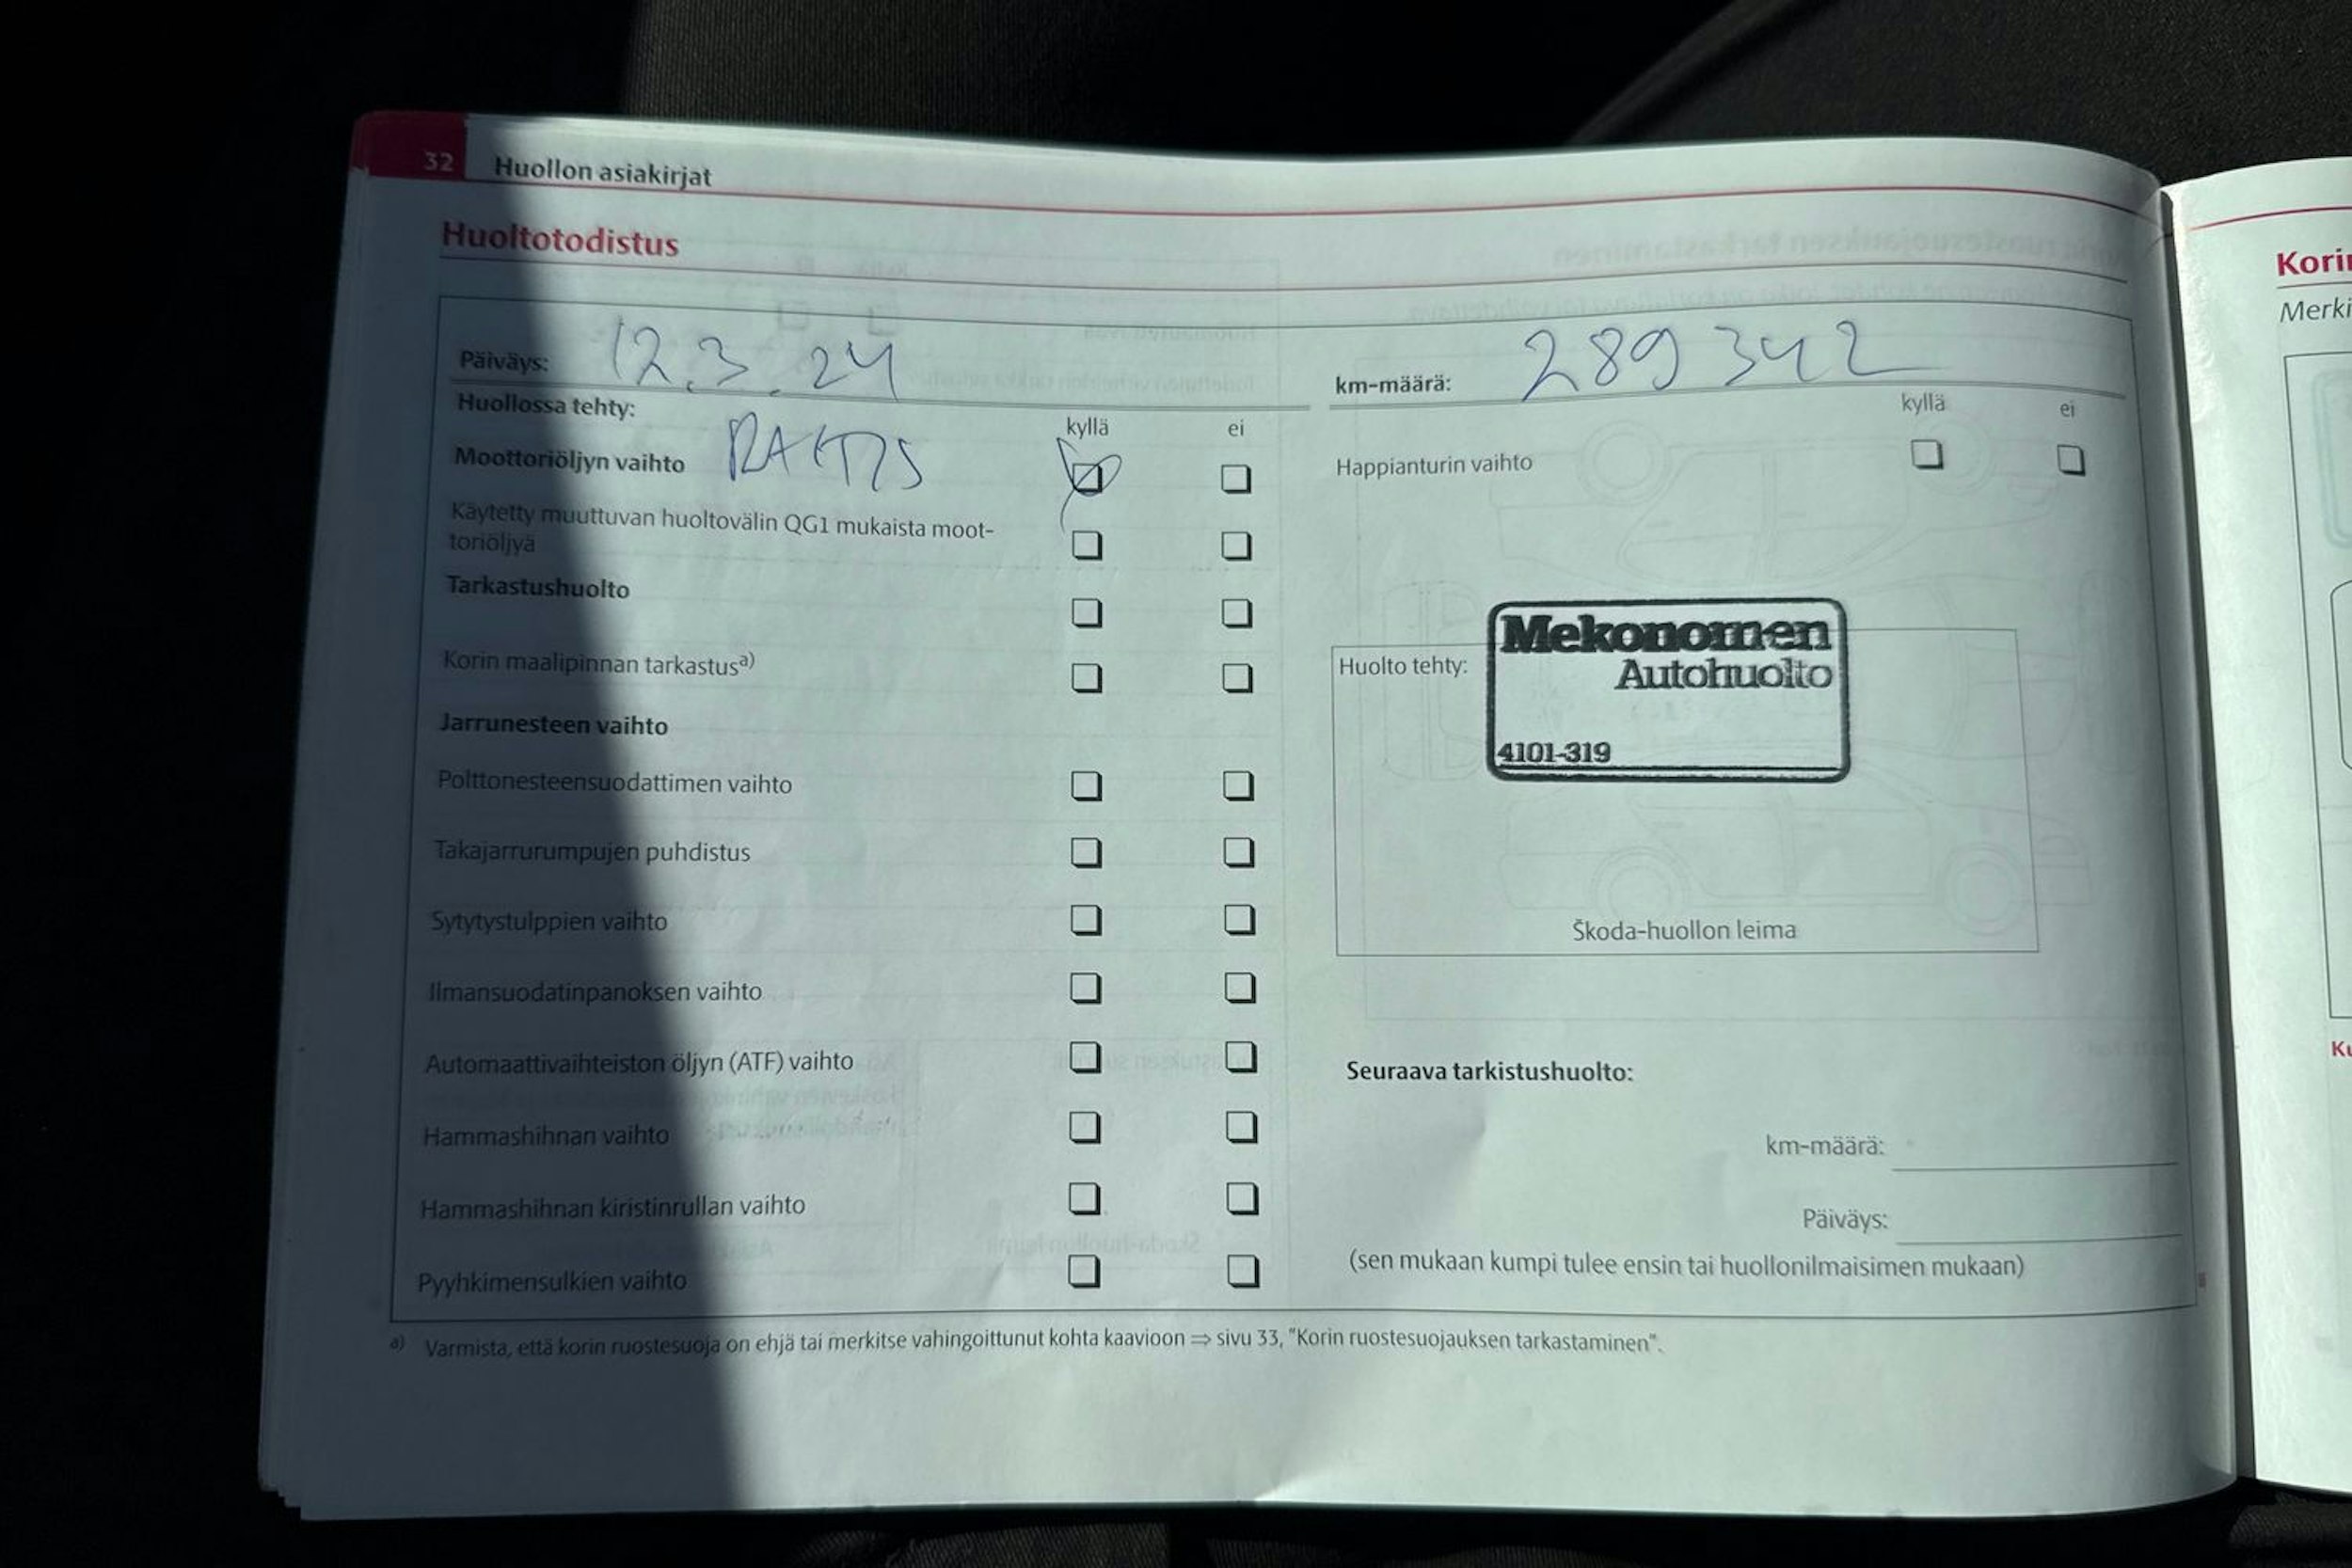 32 Huollon asiakirjat
Huoltotodistus
Päiväys: 12.3.24
Huollossa tehty:
kyllä ei
Moottoriöljyn vaihto
Käytetty muuttuvan huoltovälin QG1 mukaista moot-
toriöljyä
Tarkastushuolto
Korin maalipinnan tarkastusa)
Jarrunesteen vaihto
Polttonesteensuodattimen vaihto
Takajarrurumpujen puhdistus
Sytytystulppien vaihto
Ilmansuodatinpanoksen vaihto
Automaattivaihteiston öljyn (ATF) vaihto
Hammashihnan vaihto
Hammashihnan kiristinrullan vaihto
Pyyhkimensulkien vaihto
km-määrä: 289 342
kyllä ei
Happianturin vaihto
Huolto tehty:
Mekonomen
Autohuolto
4101-319
Škoda-huollon leima
Seuraava tarkistushuolto:
km-määrä:
Päiväys:
(sen mukaan kumpi tulee ensin tai huollonilmaisimen mukaan)
a) Varmista, että korin ruostesuoja on ehjä tai merkitse vahingoittunut kohta kaavioon ⇒ sivu 33, "Korin ruostesuojauksen tarkastaminen".